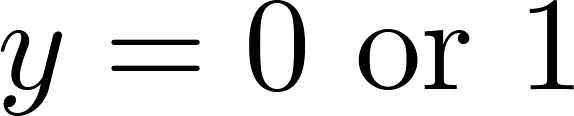 y = 0 or 1